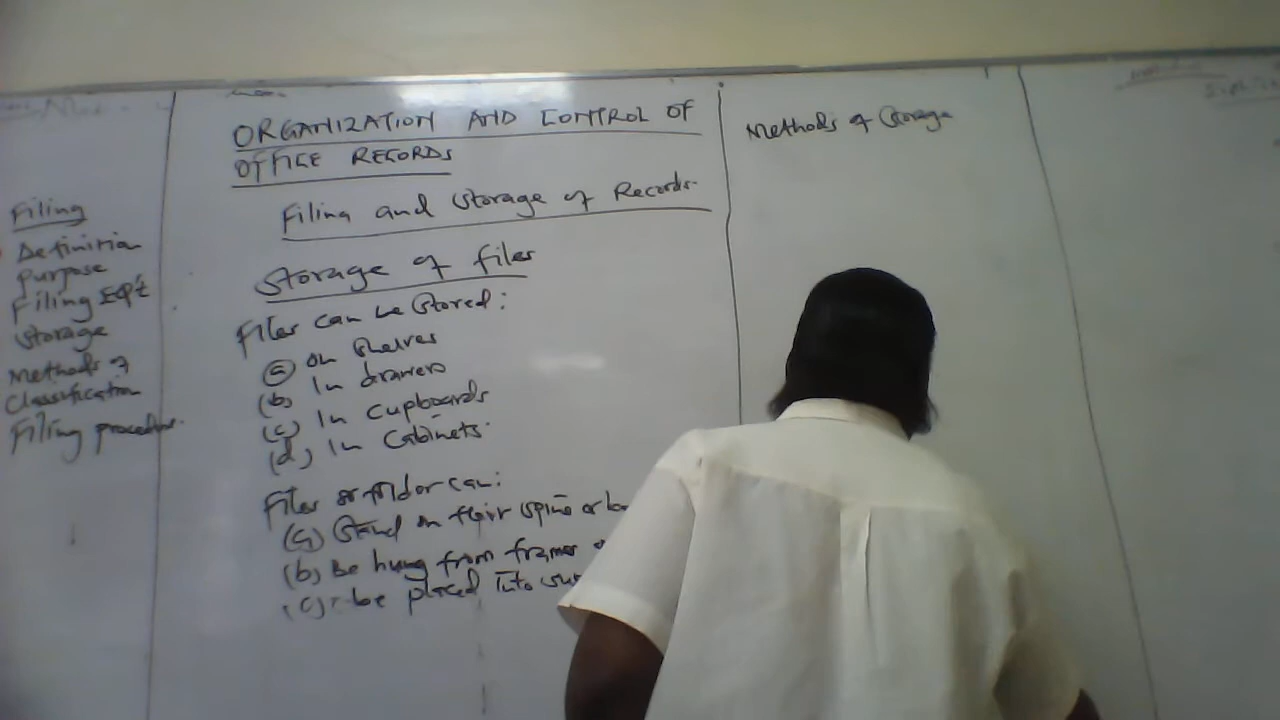 Filing
Definition
Purpose
Filing EQPt
Storage
Methods of
Classification
Filing procedure.
ORGANIZATION AND CONTROL OF
OFFICE RECORDS
Filing and Storage of Records.
Storage of files
Files can be stored:
(a) On Shelves
(b) In drawers
(c) In Cupboards
(d) In Cabinets.
Files or can:
(a) Stand on their spine or
(b) Be hung from frames
(c) be placed into
Methods of Storage